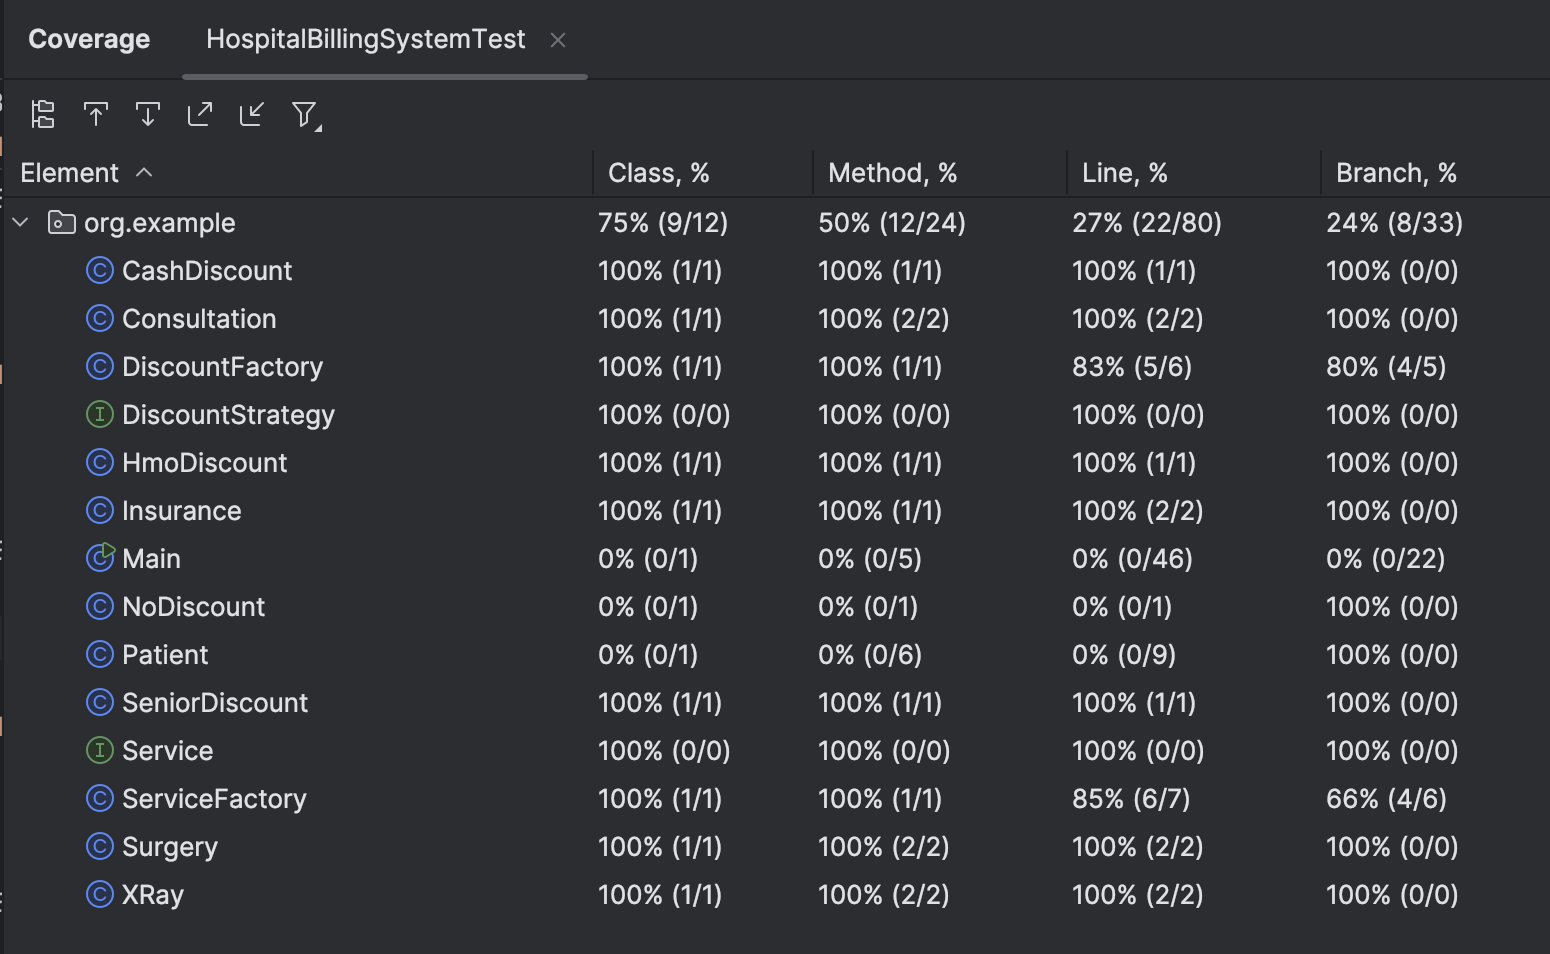 Coverage HospitalBillingSystemTest
Element Class, % Method, % Line, % Branch, %
org.example 75% (9/12) 50% (12/24) 27% (22/80) 24% (8/33)
CashDiscount 100% (1/1) 100% (1/1) 100% (1/1) 100% (0/0)
Consultation 100% (1/1) 100% (2/2) 100% (2/2) 100% (0/0)
DiscountFactory 100% (1/1) 100% (1/1) 83% (5/6) 80% (4/5)
DiscountStrategy 100% (0/0) 100% (0/0) 100% (0/0) 100% (0/0)
HmoDiscount 100% (1/1) 100% (1/1) 100% (1/1) 100% (0/0)
Insurance 100% (1/1) 100% (1/1) 100% (2/2) 100% (0/0)
Main 0% (0/1) 0% (0/5) 0% (0/46) 0% (0/22)
NoDiscount 0% (0/1) 0% (0/1) 0% (0/1) 100% (0/0)
Patient 0% (0/1) 0% (0/6) 0% (0/9) 100% (0/0)
SeniorDiscount 100% (1/1) 100% (1/1) 100% (1/1) 100% (0/0)
Service 100% (0/0) 100% (0/0) 100% (0/0) 100% (0/0)
ServiceFactory 100% (1/1) 100% (1/1) 85% (6/7) 66% (4/6)
Surgery 100% (1/1) 100% (2/2) 100% (2/2) 100% (0/0)
XRay 100% (1/1) 100% (2/2) 100% (2/2) 100% (0/0)